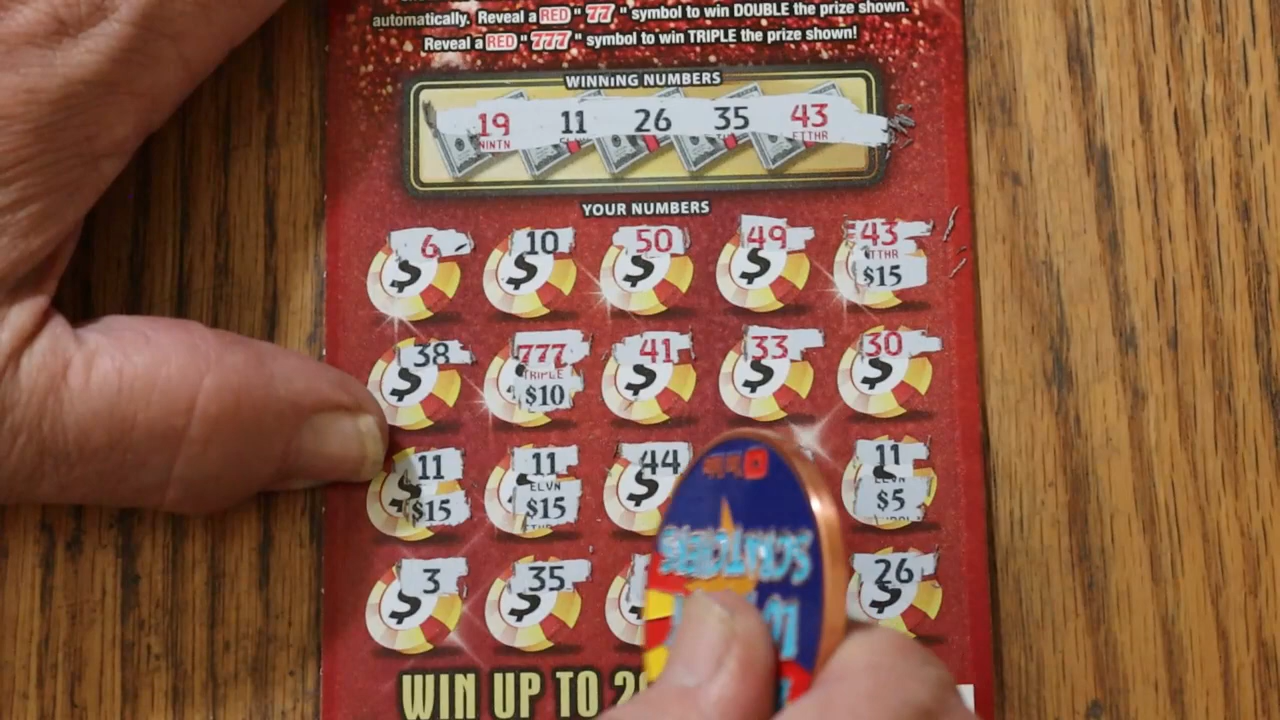 automatically. Reveal a RED "77" symbol to win DOUBLE the prize shown.
Reveal a RED "777" symbol to win TRIPLE the prize shown!
WINNING NUMBERS
19 11 26 35 43
NINTN FTTHR
YOUR NUMBERS
6 10 50 49 43
$ $ $ $ $15
38 777 41 33 30
TRIPLE
$ $10 $ $ $
11 11 44 11
ELVN ELVN
$15 $15 $ $5
3 35 26
$ $ $
WIN UP TO